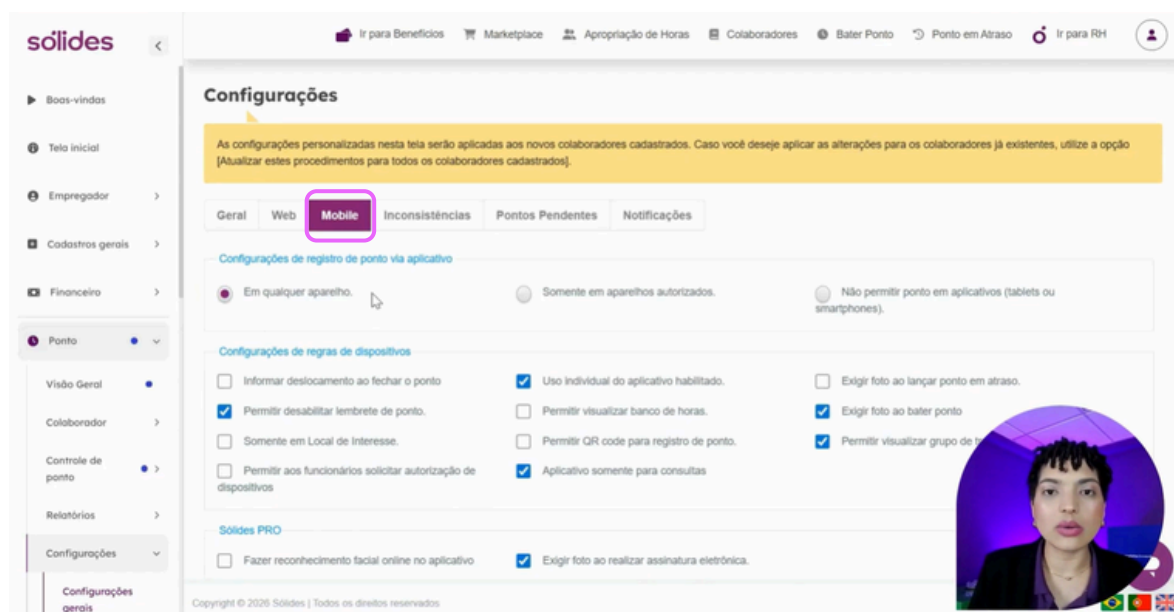 sólides
Ir para Benefícios
Marketplace
Apropriação de Horas
Colaboradores
Bater Ponto
Ponto em Atraso
Ir para RH
Boas-vindas
Tela inicial
Empregador
Cadastros gerais
Financeiro
Ponto
Visão Geral
Colaborador
Controle de
ponto
Relatórios
Configurações
Configurações
gerais
Configurações
As configurações personalizadas nesta tela serão aplicadas aos novos colaboradores cadastrados. Caso você deseje aplicar as alterações para os colaboradores já existentes, utilize a opção
[Atualizar estes procedimentos para todos os colaboradores cadastrados].
Geral
Web
Mobile
Inconsistências
Pontos Pendentes
Notificações
Configurações de registro de ponto via aplicativo
Em qualquer aparelho.
Somente em aparelhos autorizados.
Não permitir ponto em aplicativos (tablets ou
smartphones).
Configurações de regras de dispositivos
Informar deslocamento ao fechar o ponto
Uso individual do aplicativo habilitado.
Exigir foto ao lançar ponto em atraso.
Permitir desabilitar lembrete de ponto.
Permitir visualizar banco de horas.
Exigir foto ao bater ponto
Somente em Local de Interesse.
Permitir QR code para registro de ponto.
Permitir visualizar grupo de
Permitir aos funcionários solicitar autorização de
dispositivos
Aplicativo somente para consultas
Sólides PRO
Fazer reconhecimento facial online no aplicativo
Exigir foto ao realizar assinatura eletrônica.
Copyright © 2026 Sólides | Todos os direitos reservados